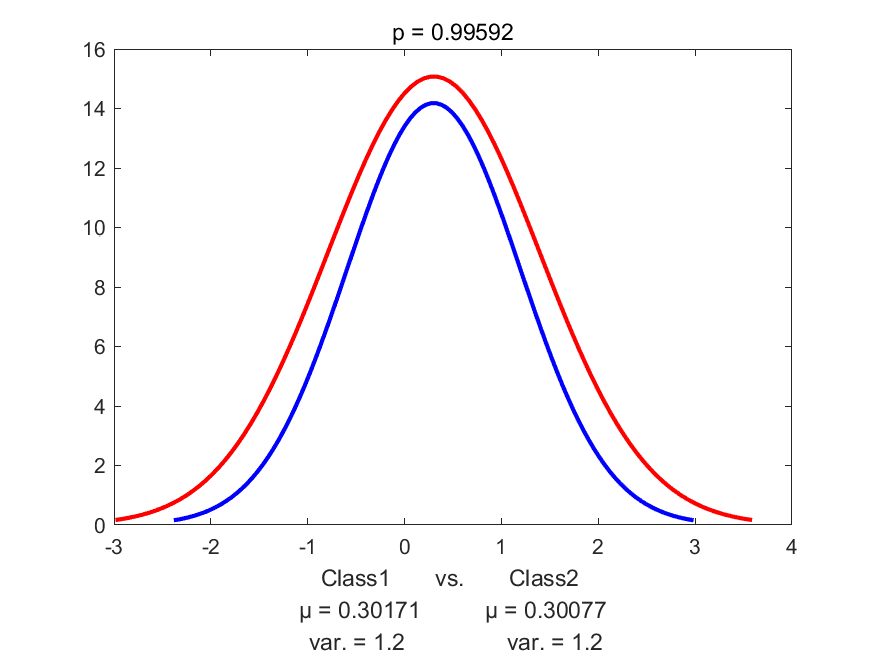 p = 0.99592
16
14
12
10
8
6
4
2
0
-3 -2 -1 0 1 2 3 4
Class1 vs. Class2
μ = 0.30171 μ = 0.30077
var. = 1.2 var. = 1.2